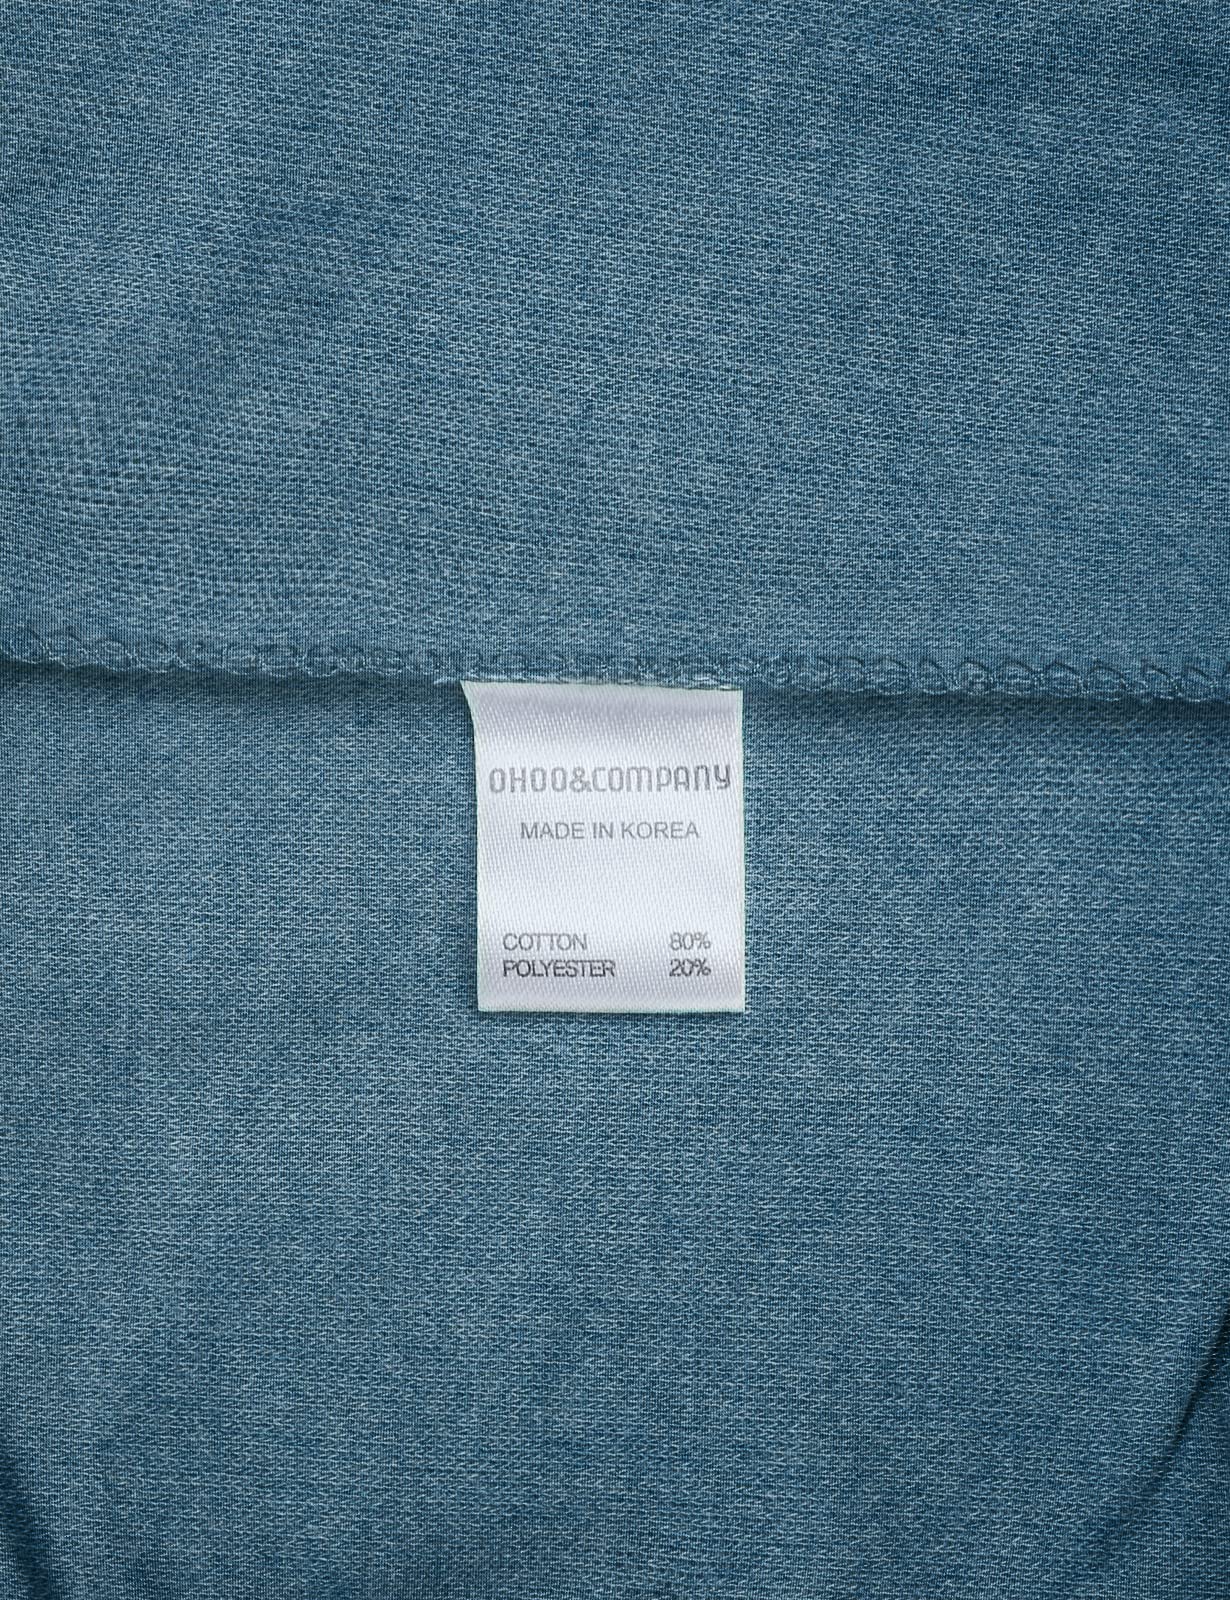 OHOO&COMPANY
MADE IN KOREA
COTTON 80%
POLYESTER 20%